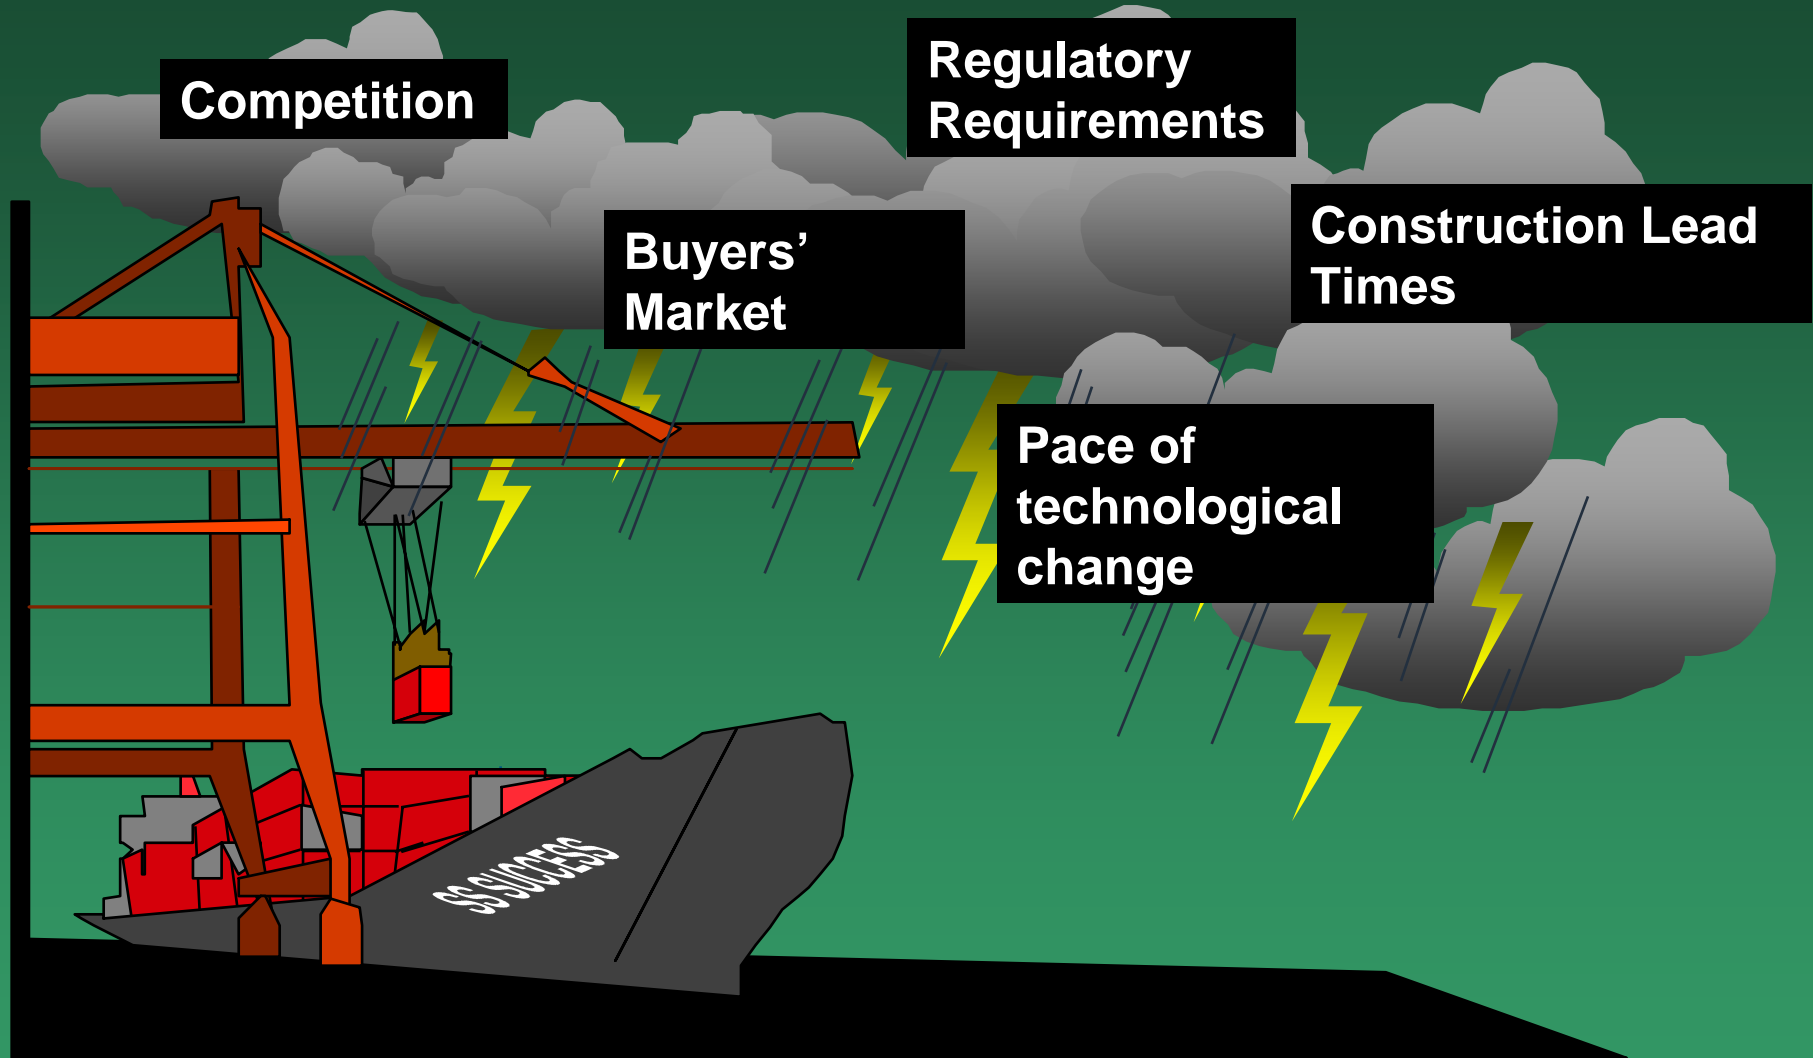 Competition
Regulatory
Requirements
Buyers’
Market
Construction Lead
Times
Pace of
technological
change
SS SUCCESS